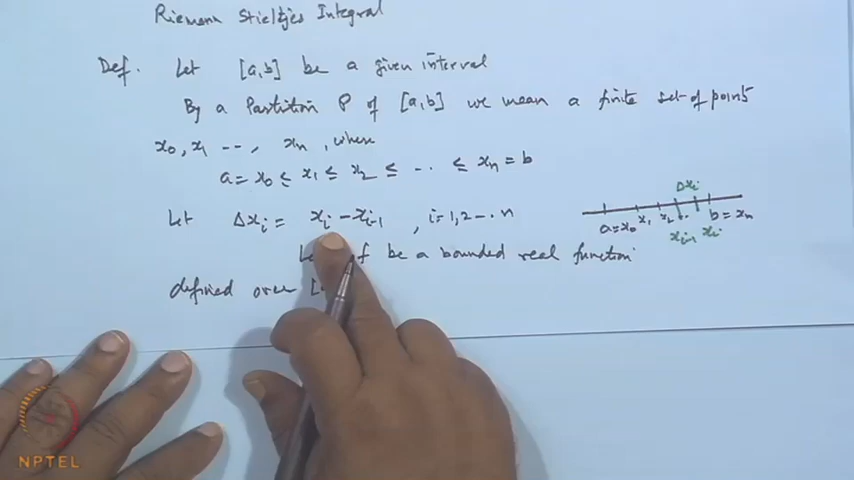 Riemann Stieltjes Integral
Def. Let [a,b] be a given interval
By a Partition P of [a,b] we mean a finite set of points
x₀, x₁ --, xₙ, where
a = x₀ ≤ x₁ ≤ x₂ ≤ -- ≤ xₙ = b
Let Δxᵢ = xᵢ - xᵢ₋₁, i = 1,2 -- n
Δxᵢ
a=x₀ x₁ x₂ -- b=xₙ
xᵢ₋₁ xᵢ
f be a bounded real function
defined over [
NPTEL